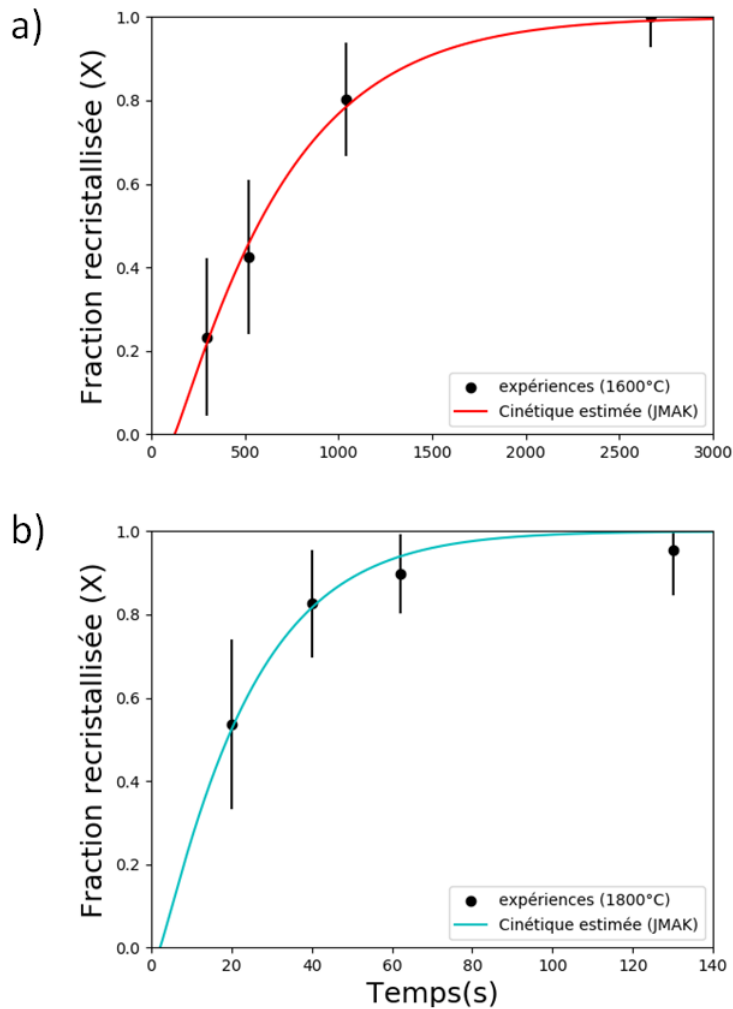 a)
Fraction recristallisée (X)
1.0
0.8
0.6
0.4
0.2
0.0
expériences (1600°C)
Cinétique estimée (JMAK)
0 500 1000 1500 2000 2500 3000
b)
Fraction recristallisée (X)
1.0
0.8
0.6
0.4
0.2
0.0
expériences (1800°C)
Cinétique estimée (JMAK)
0 20 40 60 80 100 120 140
Temps(s)